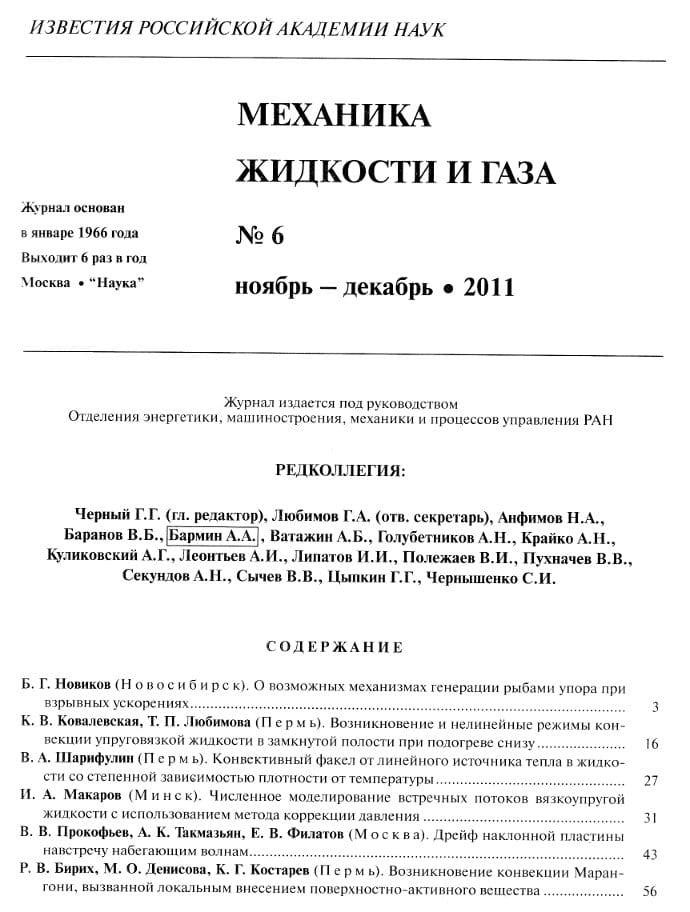 ИЗВЕСТИЯ РОССИЙСКОЙ АКАДЕМИИ НАУК
МЕХАНИКА
ЖИДКОСТИ И ГАЗА
Журнал основан
в январе 1966 года
Выходит 6 раз в год
Москва • “Наука”
№ 6
ноябрь – декабрь • 2011
Журнал издается под руководством
Отделения энергетики, машиностроения, механики и процессов управления РАН
РЕДКОЛЛЕГИЯ:
Черный Г.Г. (гл. редактор), Любимов Г.А. (отв. секретарь), Анфимов Н.А.,
Баранов В.Б., Бармин А.А., Ватажин А.Б., Голубетников А.Н., Крайко А.Н.,
Куликовский А.Г., Леонтьев А.И., Липатов И.И., Полежаев В.И., Пухначев В.В.,
Секундов А.Н., Сычев В.В., Цыпкин Г.Г., Чернышенко С.И.
СОДЕРЖАНИЕ
Б. Г. Новиков (Новосибирск). О возможных механизмах генерации рыбами упора при
взрывных ускорениях 3
К. В. Ковалевская, Т. П. Любимова (Пермь). Возникновение и нелинейные режимы кон-
векции упруговязкой жидкости в замкнутой полости при подогреве снизу 16
В. А. Шарифулин (Пермь). Конвективный факел от линейного источника тепла в жидко-
сти со степенной зависимостью плотности от температуры 27
И. А. Макаров (Минск). Численное моделирование встречных потоков вязкоупругой
жидкости с использованием метода коррекции давления 31
В. В. Прокофьев, А. К. Такмазьян, Е. В. Филатов (Москва). Дрейф наклонной пластины
навстречу набегающим волнам 43
Р. В. Бирих, М. О. Денисова, К. Г. Костарев (Пермь). Возникновение конвекции Маран-
гони, вызванной локальным внесением поверхностно-активного вещества 56